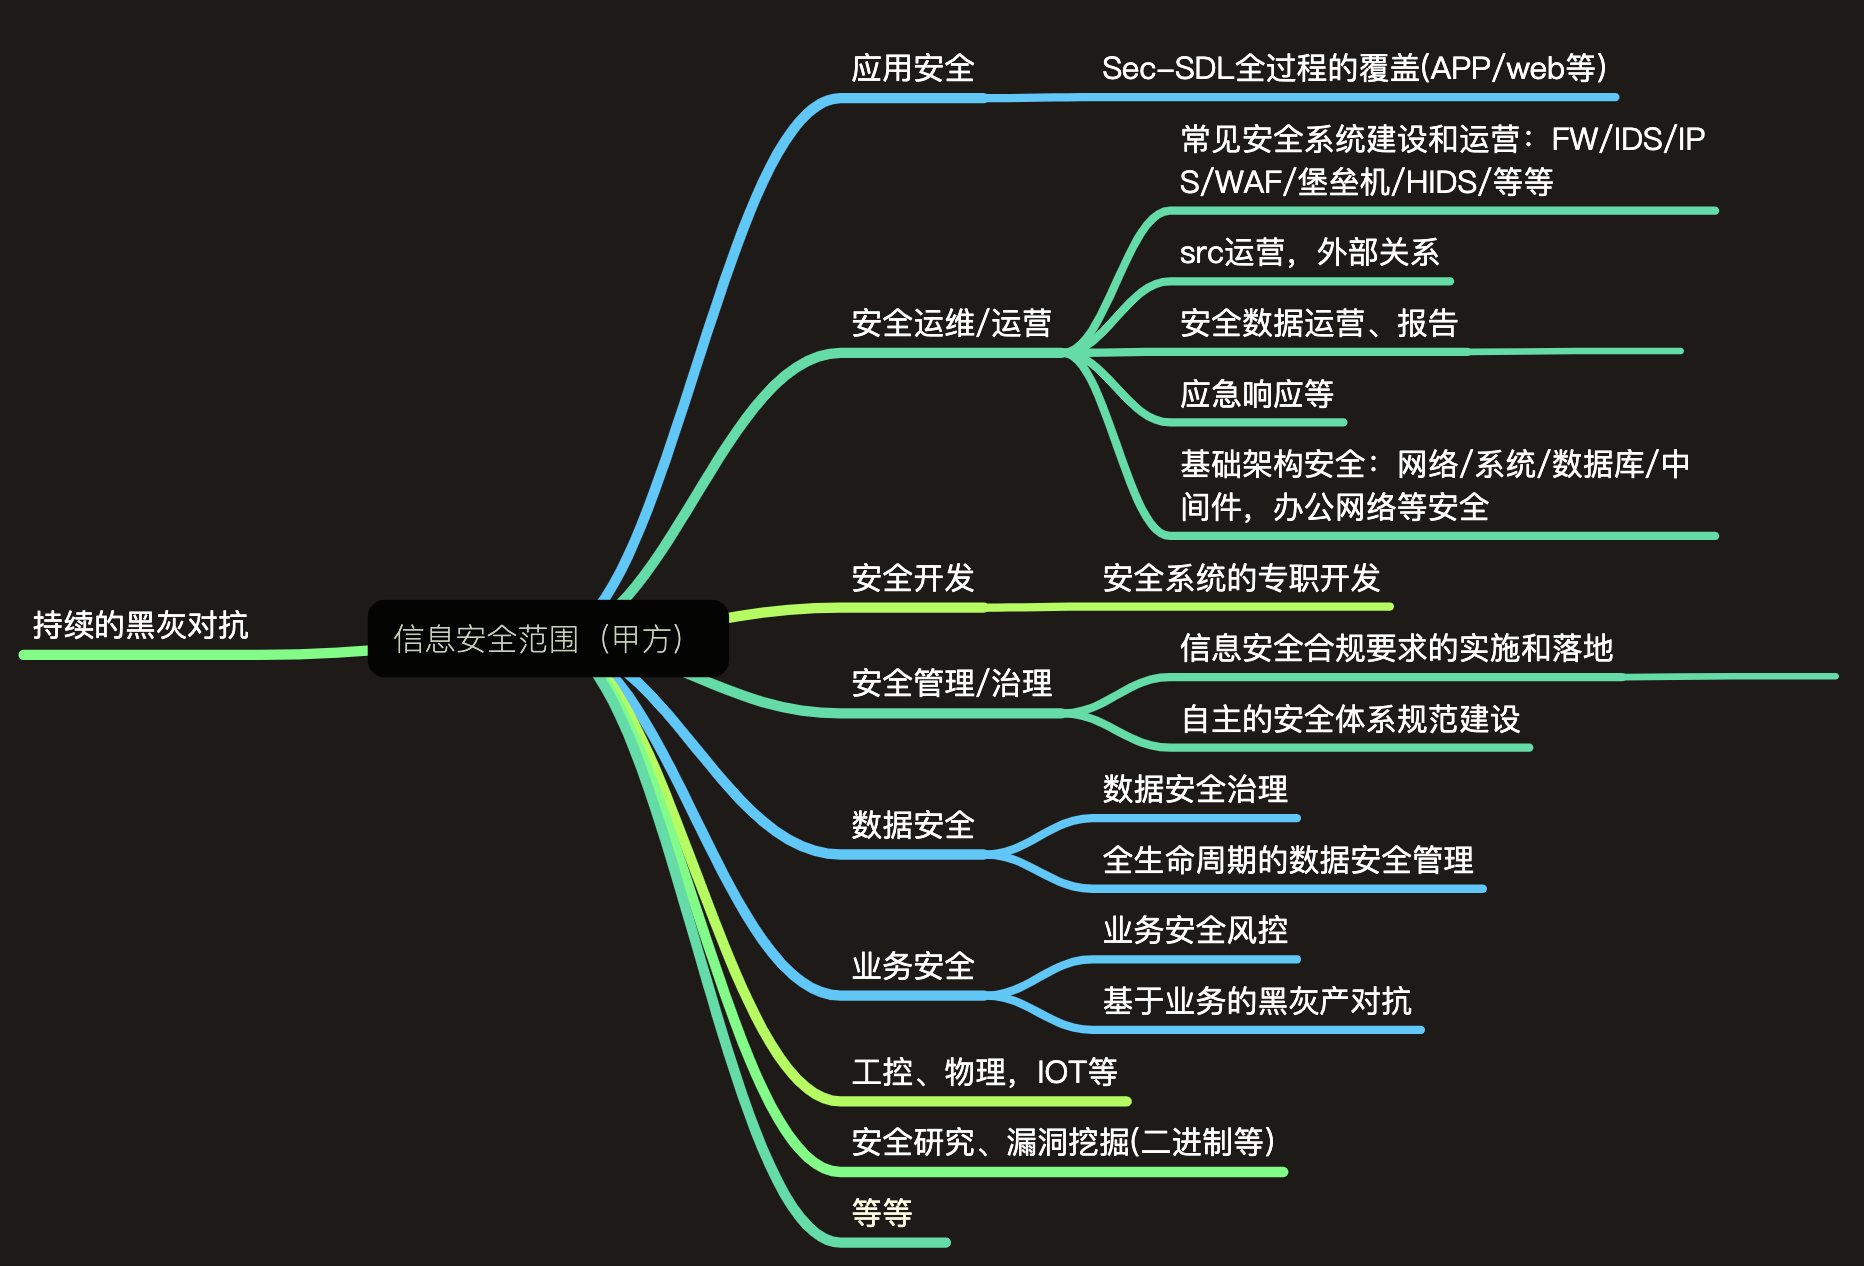 应用安全
Sec-SDL全过程的覆盖(APP/web等)
常见安全系统建设和运营：FW/IDS/IP
S/WAF/堡垒机/HIDS/等等
src运营，外部关系
安全运维/运营
安全数据运营、报告
应急响应等
基础架构安全：网络/系统/数据库/中
间件，办公网络等安全
安全开发
安全系统的专职开发
持续的黑灰对抗
信息安全范围（甲方）
信息安全合规要求的实施和落地
安全管理/治理
自主的安全体系规范建设
数据安全治理
数据安全
全生命周期的数据安全管理
业务安全风控
业务安全
基于业务的黑灰产对抗
工控、物理，IOT等
安全研究、漏洞挖掘(二进制等)
等等